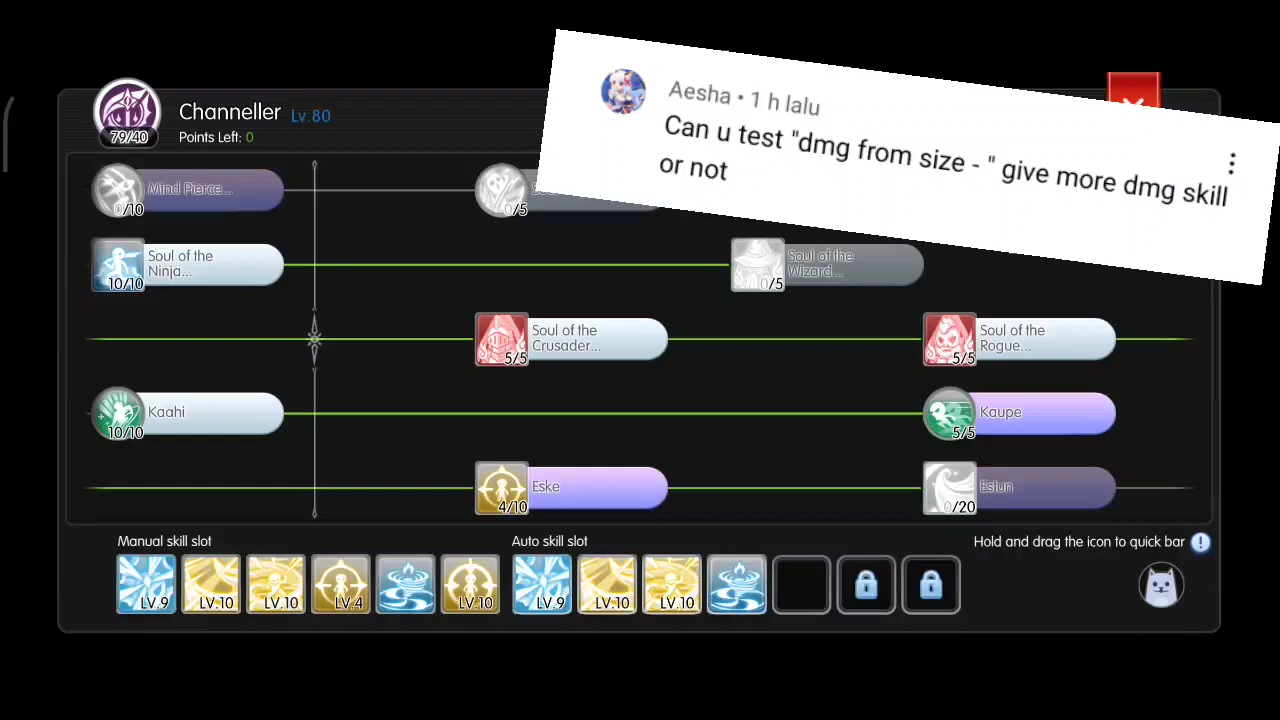 Channeller Lv.80
79/40
Points Left: 0
Aesha • 1 h lalu
Can u test "dmg from size - " give more dmg skill
or not
Mind Pierce...
0/10
0/5
Soul of the
Ninja...
10/10
Soul of the
Wizard...
0/5
Soul of the
Crusader...
5/5
Soul of the
Rogue...
5/5
Kaahi
10/10
Kaupe
5/5
Eske
4/10
Estun
0/20
Manual skill slot
Auto skill slot
Hold and drag the icon to quick bar
LV.9 LV.10 LV.10 LV.4 LV.10 LV.9 LV.10 LV.10